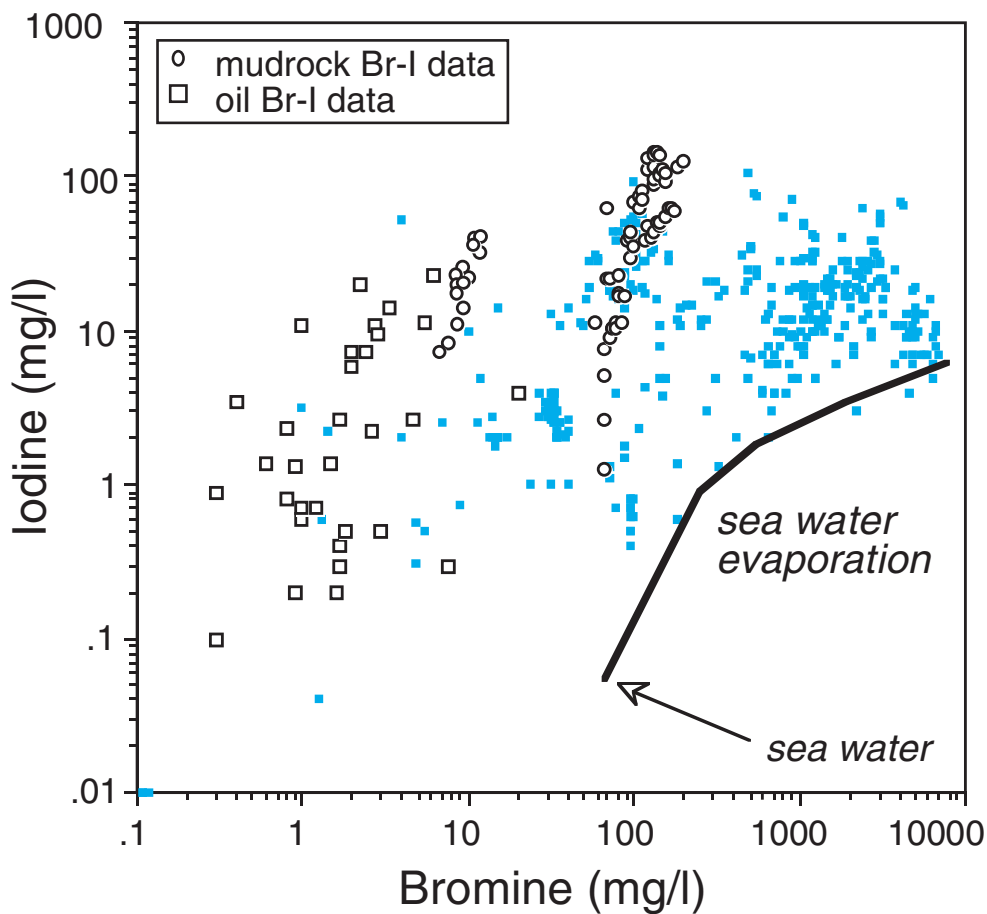 1000
mudrock Br-I data
oil Br-I data
100
10
1
.1
.01
Iodine (mg/l)
sea water
evaporation
sea water
.1
1
10
100
1000
10000
Bromine (mg/l)